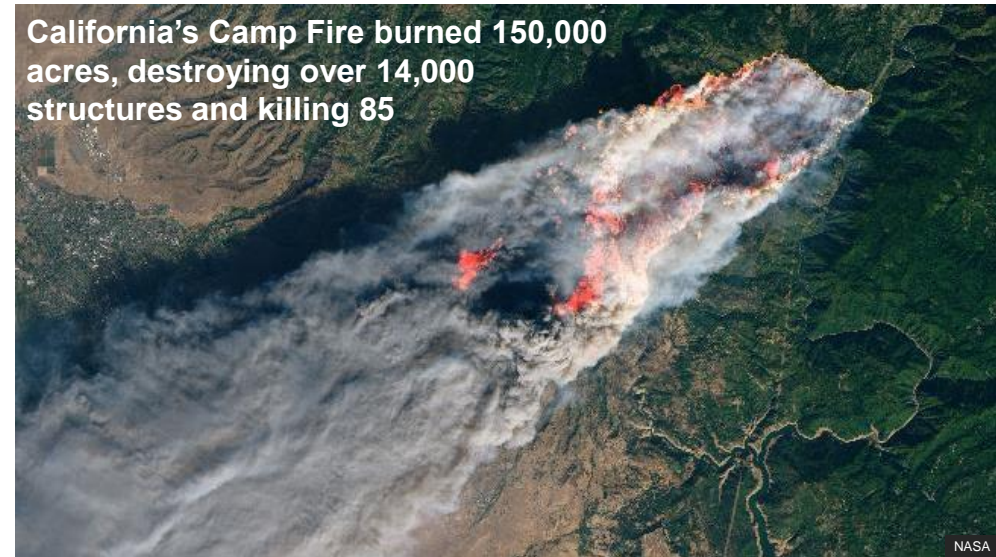 California’s Camp Fire burned 150,000
acres, destroying over 14,000
structures and killing 85
NASA